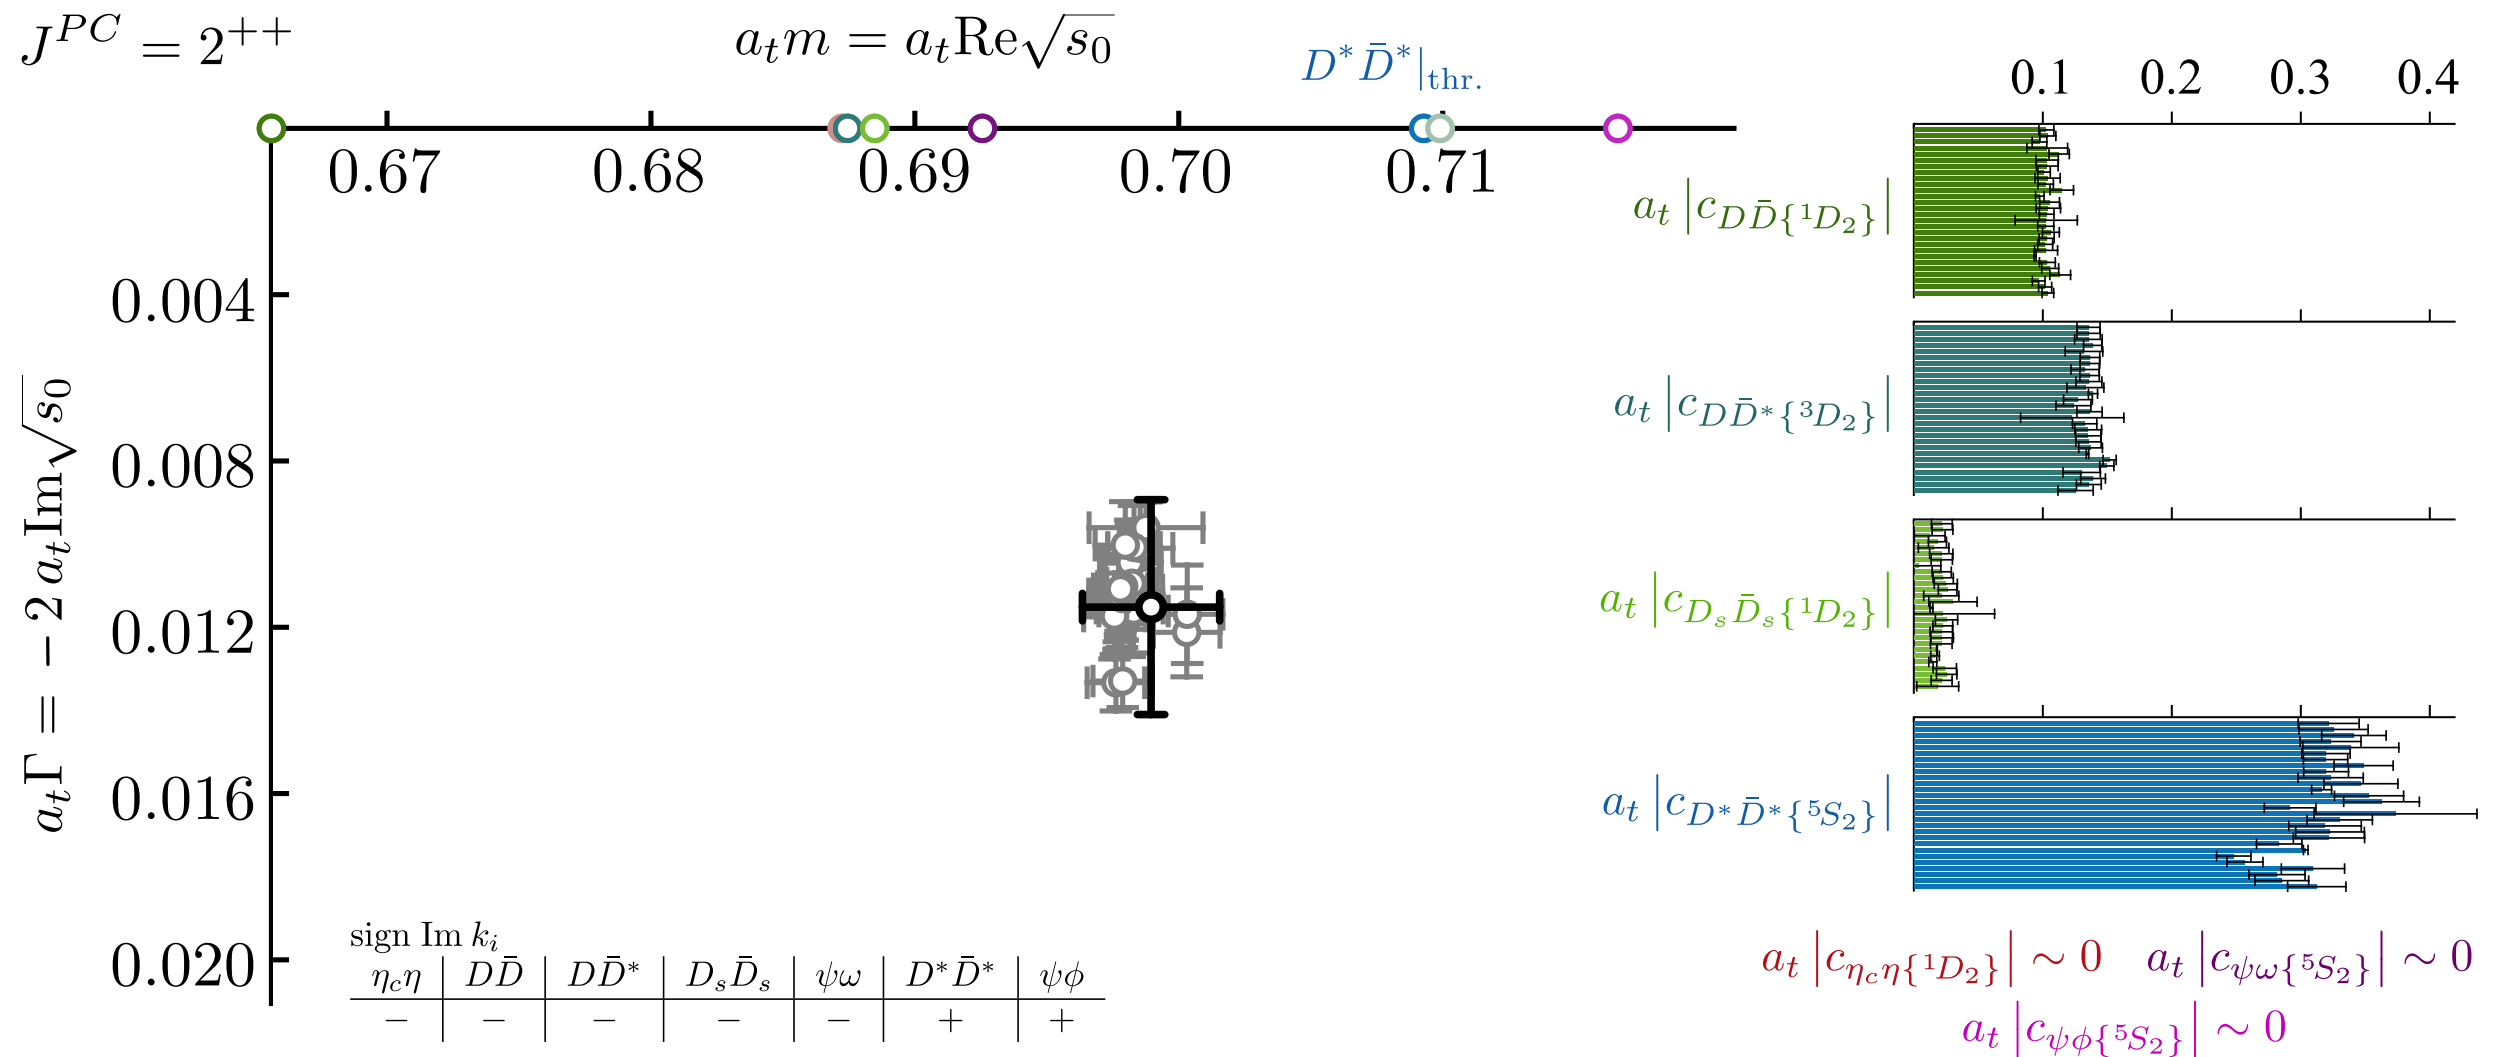 J^{PC} = 2^{++}
a_t m = a_t Re√s_0
D^* D̄^*|_{thr.}
0.67 0.68 0.69 0.70 0.71
0.004
0.008
0.012
0.016
0.020
a_t Γ = −2 a_t Im√s_0
0.1 0.2 0.3 0.4
a_t |c_{DD̄{^1D_2}}|
a_t |c_{DD̄^*{^3D_2}}|
a_t |c_{D_sD̄_s{^1D_2}}|
a_t |c_{D^*D̄^*{^5S_2}}|
a_t |c_{η_cη{^1D_2}}| ∼ 0 a_t |c_{ψω{^5S_2}}| ∼ 0
a_t |c_{ψφ{^5S_2}}| ∼ 0
sign Im k_i
η_cη DD̄ DD̄^* D_sD̄_s ψω D^*D̄^* ψφ
− − − − − + +